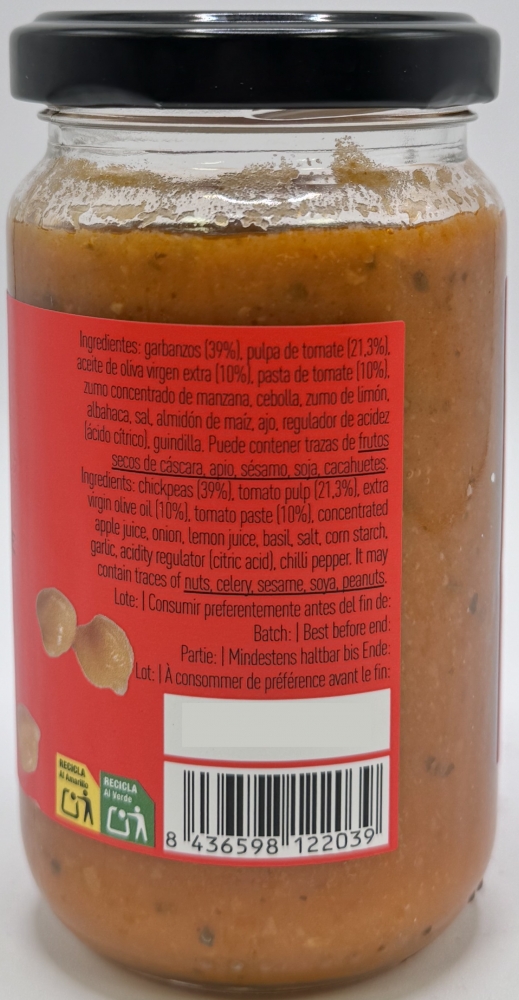 Ingredientes: garbanzos (39%), pulpa de tomate (21,3%),
aceite de oliva virgen extra (10%), pasta de tomate (10%),
zumo concentrado de manzana, cebolla, zumo de limón,
albahaca, sal, almidón de maíz, ajo, regulador de acidez
(ácido cítrico), guindilla. Puede contener trazas de frutos
secos de cáscara, apio, sésamo, soja, cacahuetes.
Ingredients: chickpeas (39%), tomato pulp (21,3%), extra
virgin olive oil (10%), tomato paste (10%), concentrated
apple juice, onion, lemon juice, basil, salt, corn starch,
garlic, acidity regulator (citric acid), chilli pepper. It may
contain traces of nuts, celery, sesame, soya, peanuts.
Lote: | Consumir preferentemente antes del fin de:
Batch: | Best before end:
Partie: | Mindestens haltbar bis Ende:
Lot: | À consommer de préférence avant le fin:
RECICLA
Al Amarillo
RECICLA
Al Verde
8 436598 122039